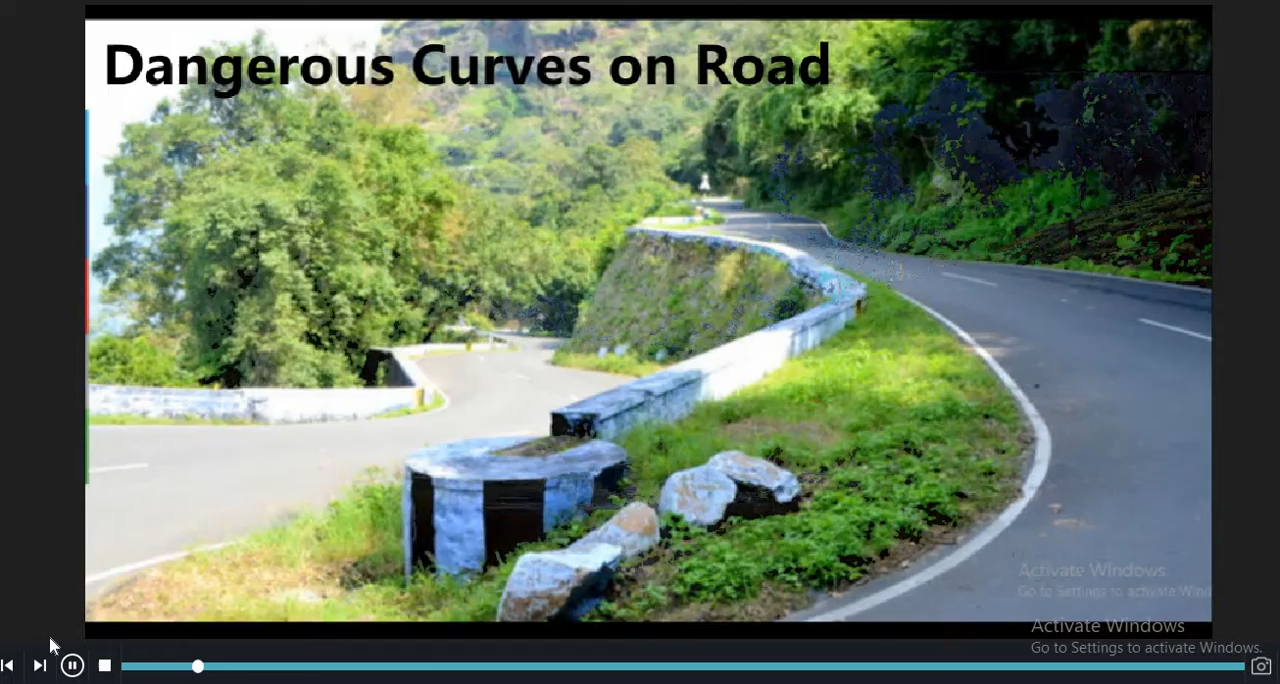 Dangerous Curves on Road
Activate Windows
Go to Settings to activate Wind
Activate Windows
Go to Settings to activate Windows.